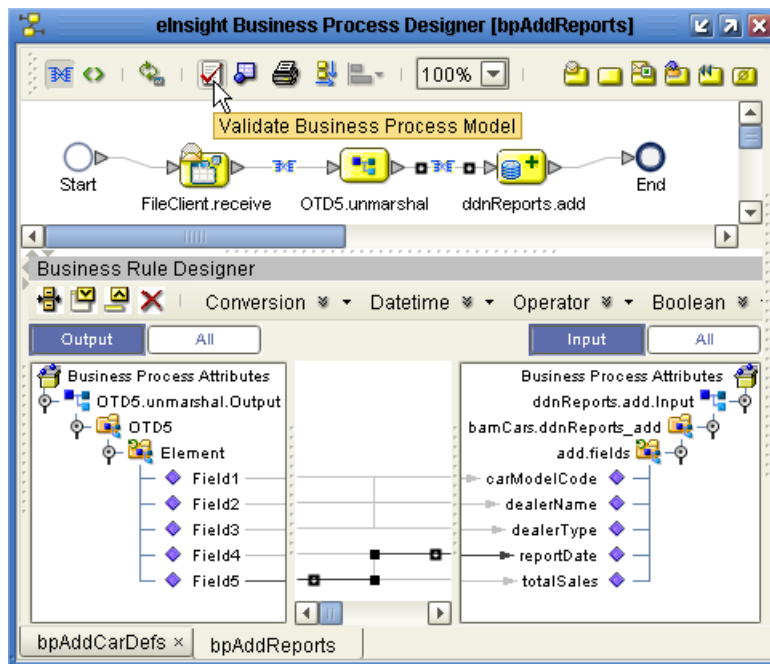 eInsight Business Process Designer [bpAddReports]
100%
Validate Business Process Model
Start
FileClient.receive
OTD5.unmarshal
ddnReports.add
End
Business Rule Designer
Conversion
Datetime
Operator
Boolean
Output
All
Input
All
Business Process Attributes
OTD5.unmarshal.Output
OTD5
Element
Field1
Field2
Field3
Field4
Field5
Business Process Attributes
ddnReports.add.Input
bamCars.ddnReports_add
add.fields
carModelCode
dealerName
dealerType
reportDate
totalSales
bpAddCarDefs ×
bpAddReports